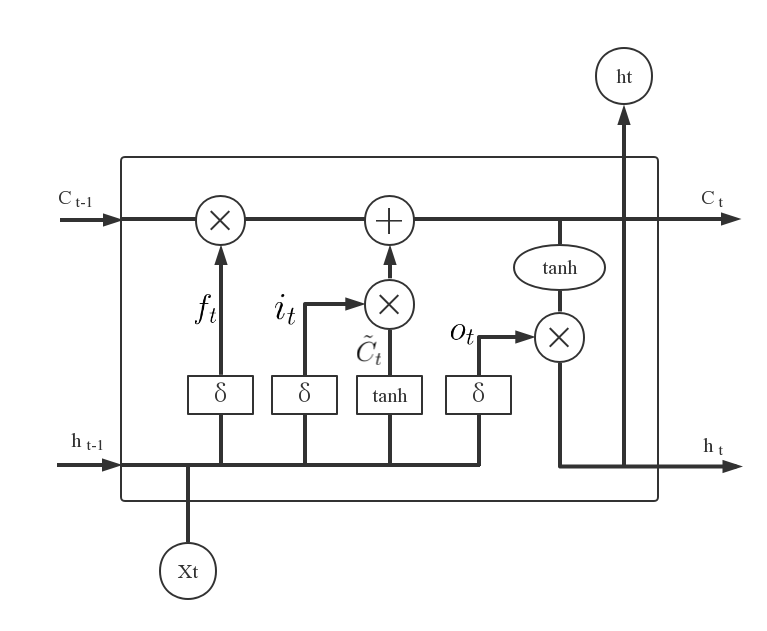 ht
C t-1
C t
× +
tanh
f_t i_t ×
o_t ×
C̃_t
δ δ tanh δ
h t-1
h t
Xt